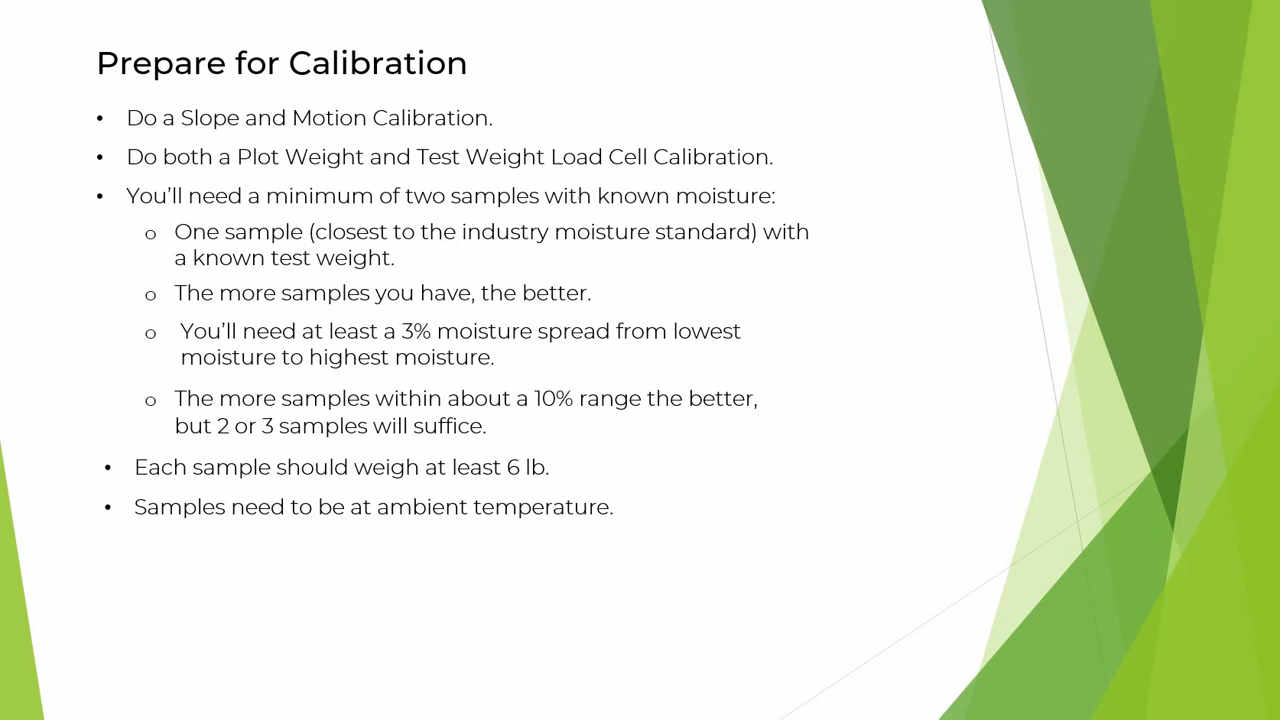 Prepare for Calibration
• Do a Slope and Motion Calibration.
• Do both a Plot Weight and Test Weight Load Cell Calibration.
• You’ll need a minimum of two samples with known moisture:
o One sample (closest to the industry moisture standard) with
a known test weight.
o The more samples you have, the better.
o You’ll need at least a 3% moisture spread from lowest
moisture to highest moisture.
o The more samples within about a 10% range the better,
but 2 or 3 samples will suffice.
• Each sample should weigh at least 6 lb.
• Samples need to be at ambient temperature.